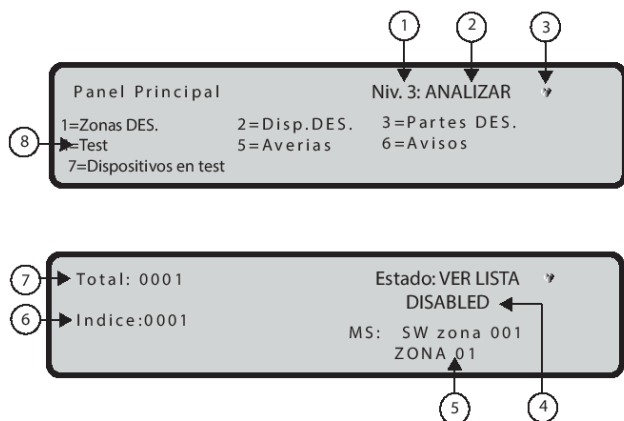 1 2 3
Panel Principal Niv. 3: ANALIZAR
1=Zonas DES. 2=Disp.DES. 3=Partes DES.
8 =Test 5=Averias 6=Avisos
7=Dispositivos en test
7 Total: 0001 Estado: VER LISTA
DISABLED
6 Indice:0001
MS: SW zona 001
ZONA 01
5 4